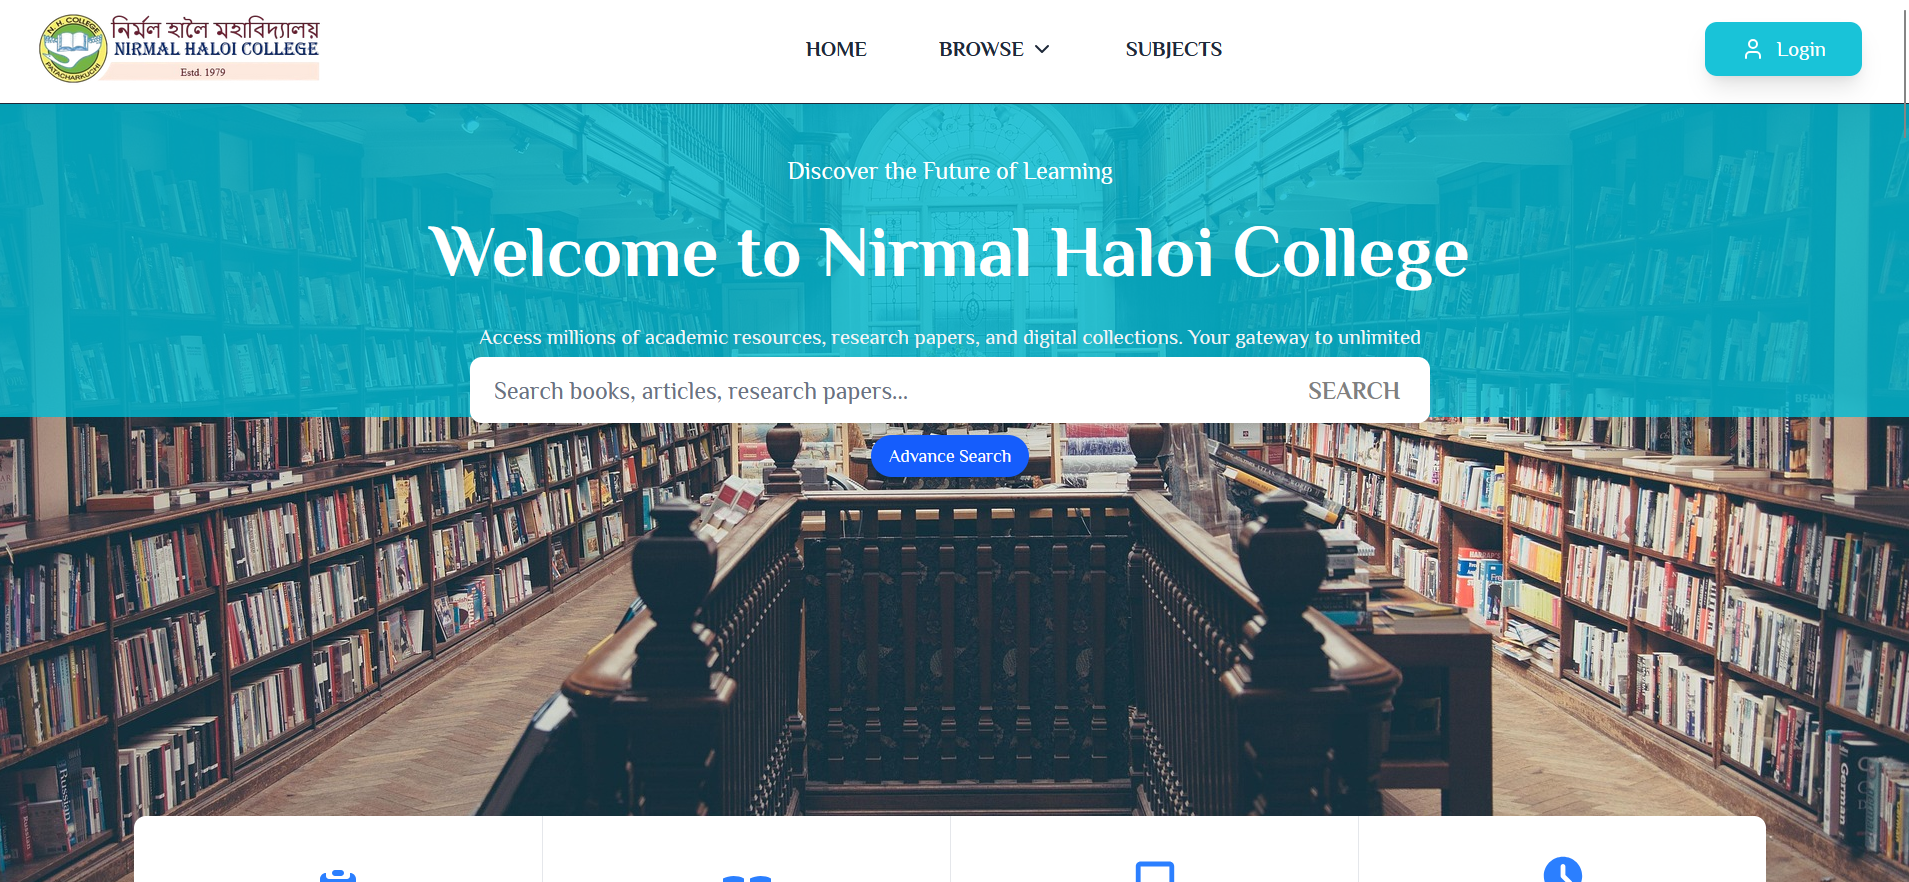 N. H. COLLEGE
PATACHARKUCHI
নিৰ্মল হালৈ মহাবিদ্যালয়
NIRMAL HALOI COLLEGE
Estd. 1979
HOME
BROWSE
SUBJECTS
Login
Discover the Future of Learning
Welcome to Nirmal Haloi College
Access millions of academic resources, research papers, and digital collections. Your gateway to unlimited
Search books, articles, research papers...
SEARCH
Advance Search
Russian
German